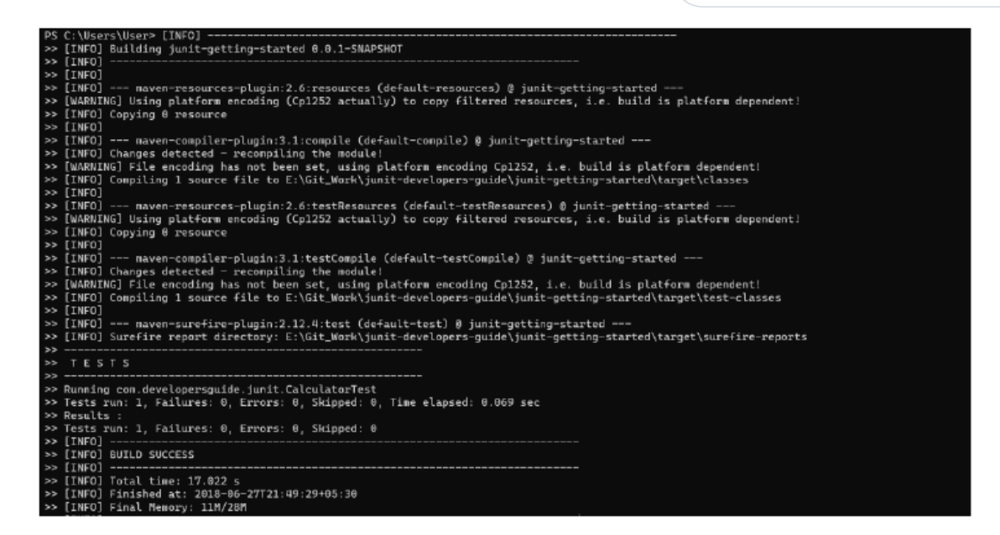 PS C:\Users\User> [INFO] ------------------------------------------------------------------------
>> [INFO] Building junit-getting-started 0.0.1-SNAPSHOT
>> [INFO] ------------------------------------------------------------------------
>> [INFO]
>> [INFO] --- maven-resources-plugin:2.6:resources (default-resources) @ junit-getting-started ---
>> [WARNING] Using platform encoding (Cp1252 actually) to copy filtered resources, i.e. build is platform dependent!
>> [INFO] Copying 0 resource
>> [INFO]
>> [INFO] --- maven-compiler-plugin:3.1:compile (default-compile) @ junit-getting-started ---
>> [INFO] Changes detected - recompiling the module!
>> [WARNING] File encoding has not been set, using platform encoding Cp1252, i.e. build is platform dependent!
>> [INFO] Compiling 1 source file to E:\Git_Work\junit-developers-guide\junit-getting-started\target\classes
>> [INFO]
>> [INFO] --- maven-resources-plugin:2.6:testResources (default-testResources) @ junit-getting-started ---
>> [WARNING] Using platform encoding (Cp1252 actually) to copy filtered resources, i.e. build is platform dependent!
>> [INFO] Copying 0 resource
>> [INFO]
>> [INFO] --- maven-compiler-plugin:3.1:testCompile (default-testCompile) @ junit-getting-started ---
>> [INFO] Changes detected - recompiling the module!
>> [WARNING] File encoding has not been set, using platform encoding Cp1252, i.e. build is platform dependent!
>> [INFO] Compiling 1 source file to E:\Git_Work\junit-developers-guide\junit-getting-started\target\test-classes
>> [INFO]
>> [INFO] --- maven-surefire-plugin:2.12.4:test (default-test) @ junit-getting-started ---
>> [INFO] Surefire report directory: E:\Git_Work\junit-developers-guide\junit-getting-started\target\surefire-reports
>> -------------------------------------------------------
>>  T E S T S
>> -------------------------------------------------------
>> Running com.developersguide.junit.CalculatorTest
>> Tests run: 1, Failures: 0, Errors: 0, Skipped: 0, Time elapsed: 0.069 sec
>> Results :
>> Tests run: 1, Failures: 0, Errors: 0, Skipped: 0
>> [INFO] ------------------------------------------------------------------------
>> [INFO] BUILD SUCCESS
>> [INFO] ------------------------------------------------------------------------
>> [INFO] Total time: 17.022 s
>> [INFO] Finished at: 2018-06-27T21:49:29+05:30
>> [INFO] Final Memory: 11M/28M